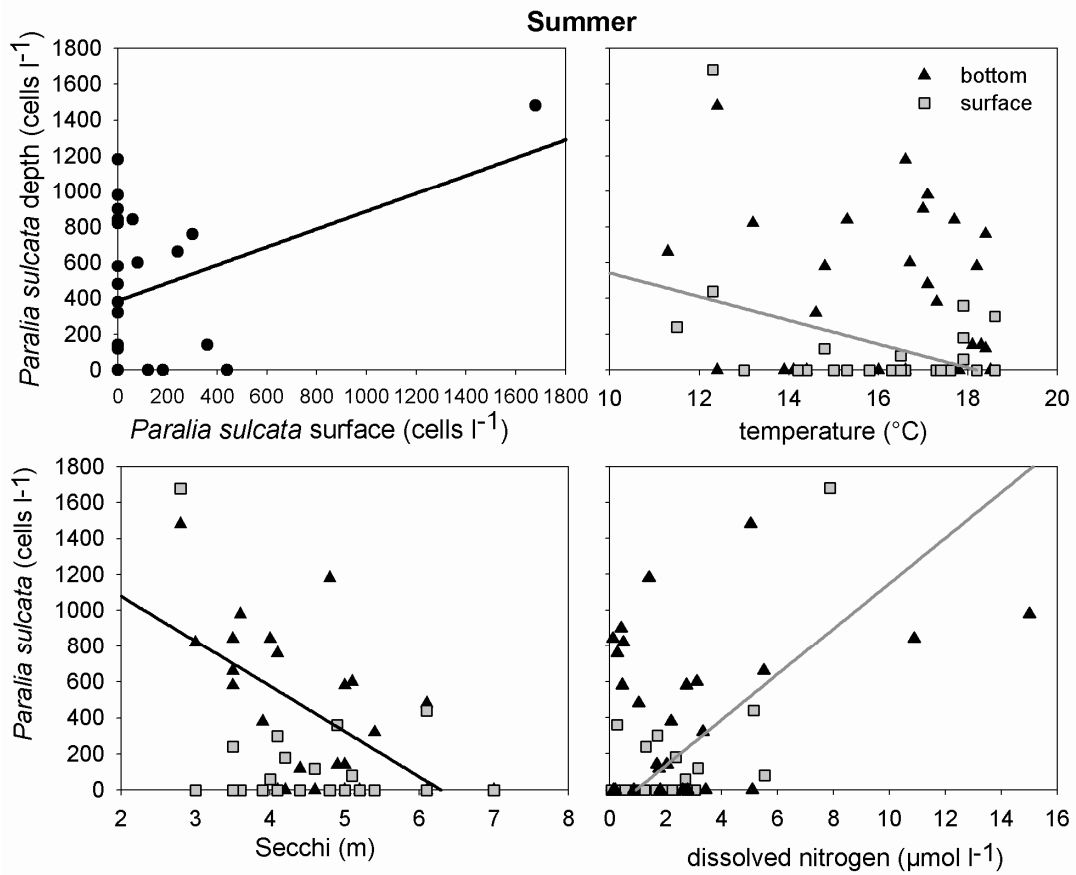 Summer
Paralia sulcata depth (cells l-1)
1800
1600
1400
1200
1000
800
600
400
200
0
0 200 400 600 800 1000 1200 1400 1600 1800
Paralia sulcata surface (cells l-1)
bottom
surface
10 12 14 16 18 20
temperature (°C)
Paralia sulcata (cells l-1)
1800
1600
1400
1200
1000
800
600
400
200
0
2 3 4 5 6 7 8
Secchi (m)
0 2 4 6 8 10 12 14 16
dissolved nitrogen (µmol l-1)